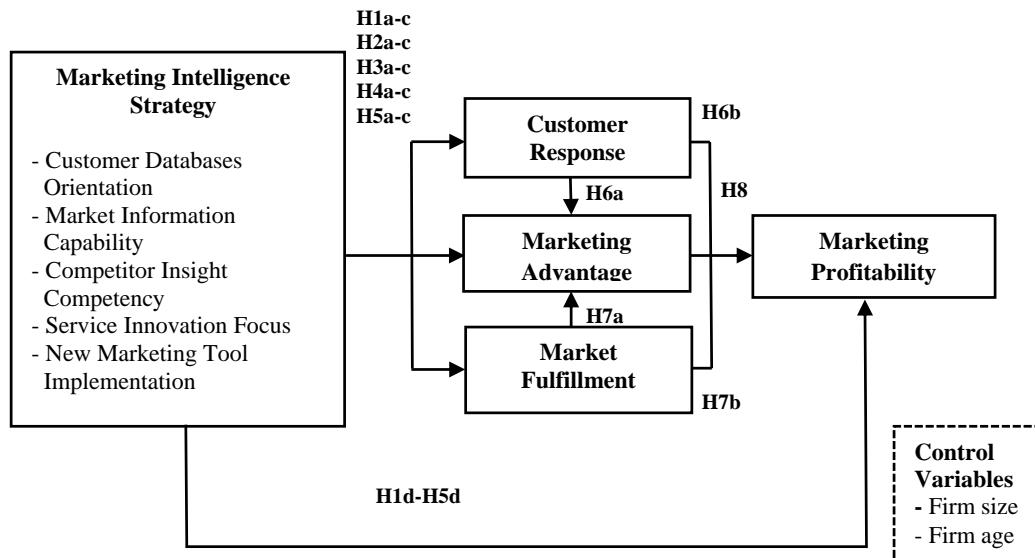 H1a-c
H2a-c
H3a-c
H4a-c
H5a-c
Marketing Intelligence
Strategy
- Customer Databases
Orientation
- Market Information
Capability
- Competitor Insight
Competency
- Service Innovation Focus
- New Marketing Tool
Implementation
Customer
Response
H6b
H6a
H8
Marketing
Advantage
Marketing
Profitability
H7a
Market
Fulfillment
H7b
H1d-H5d
Control
Variables
- Firm size
- Firm age